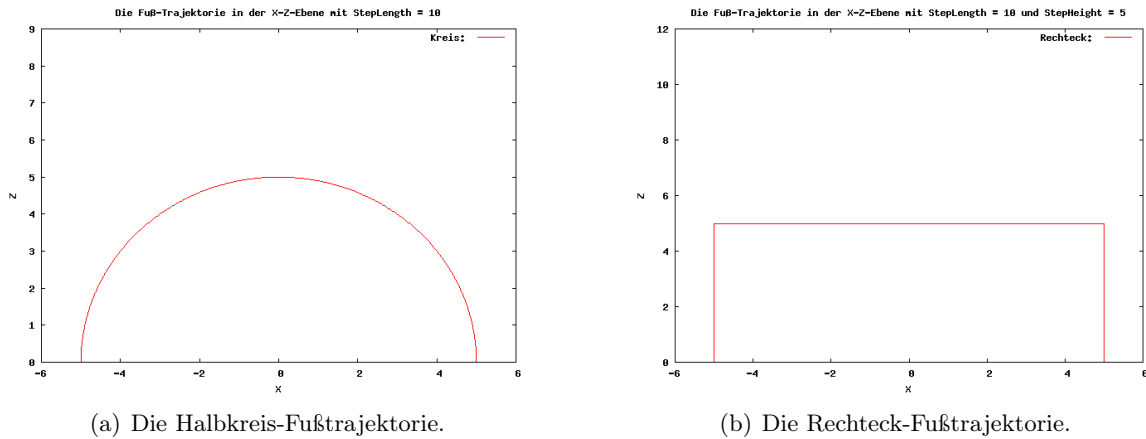 Die Fuß-Trajektorie in der X-Z-Ebene mit StepLength = 10
Kreis:
9
8
7
6
5
4
3
2
1
0
Z
-6 -4 -2 0 2 4 6
X
(a) Die Halbkreis-Fußtrajektorie.
Die Fuß-Trajektorie in der X-Z-Ebene mit StepLength = 10 und StepHeight = 5
Rechteck:
12
10
8
6
4
2
0
Z
-6 -4 -2 0 2 4 6
X
(b) Die Rechteck-Fußtrajektorie.